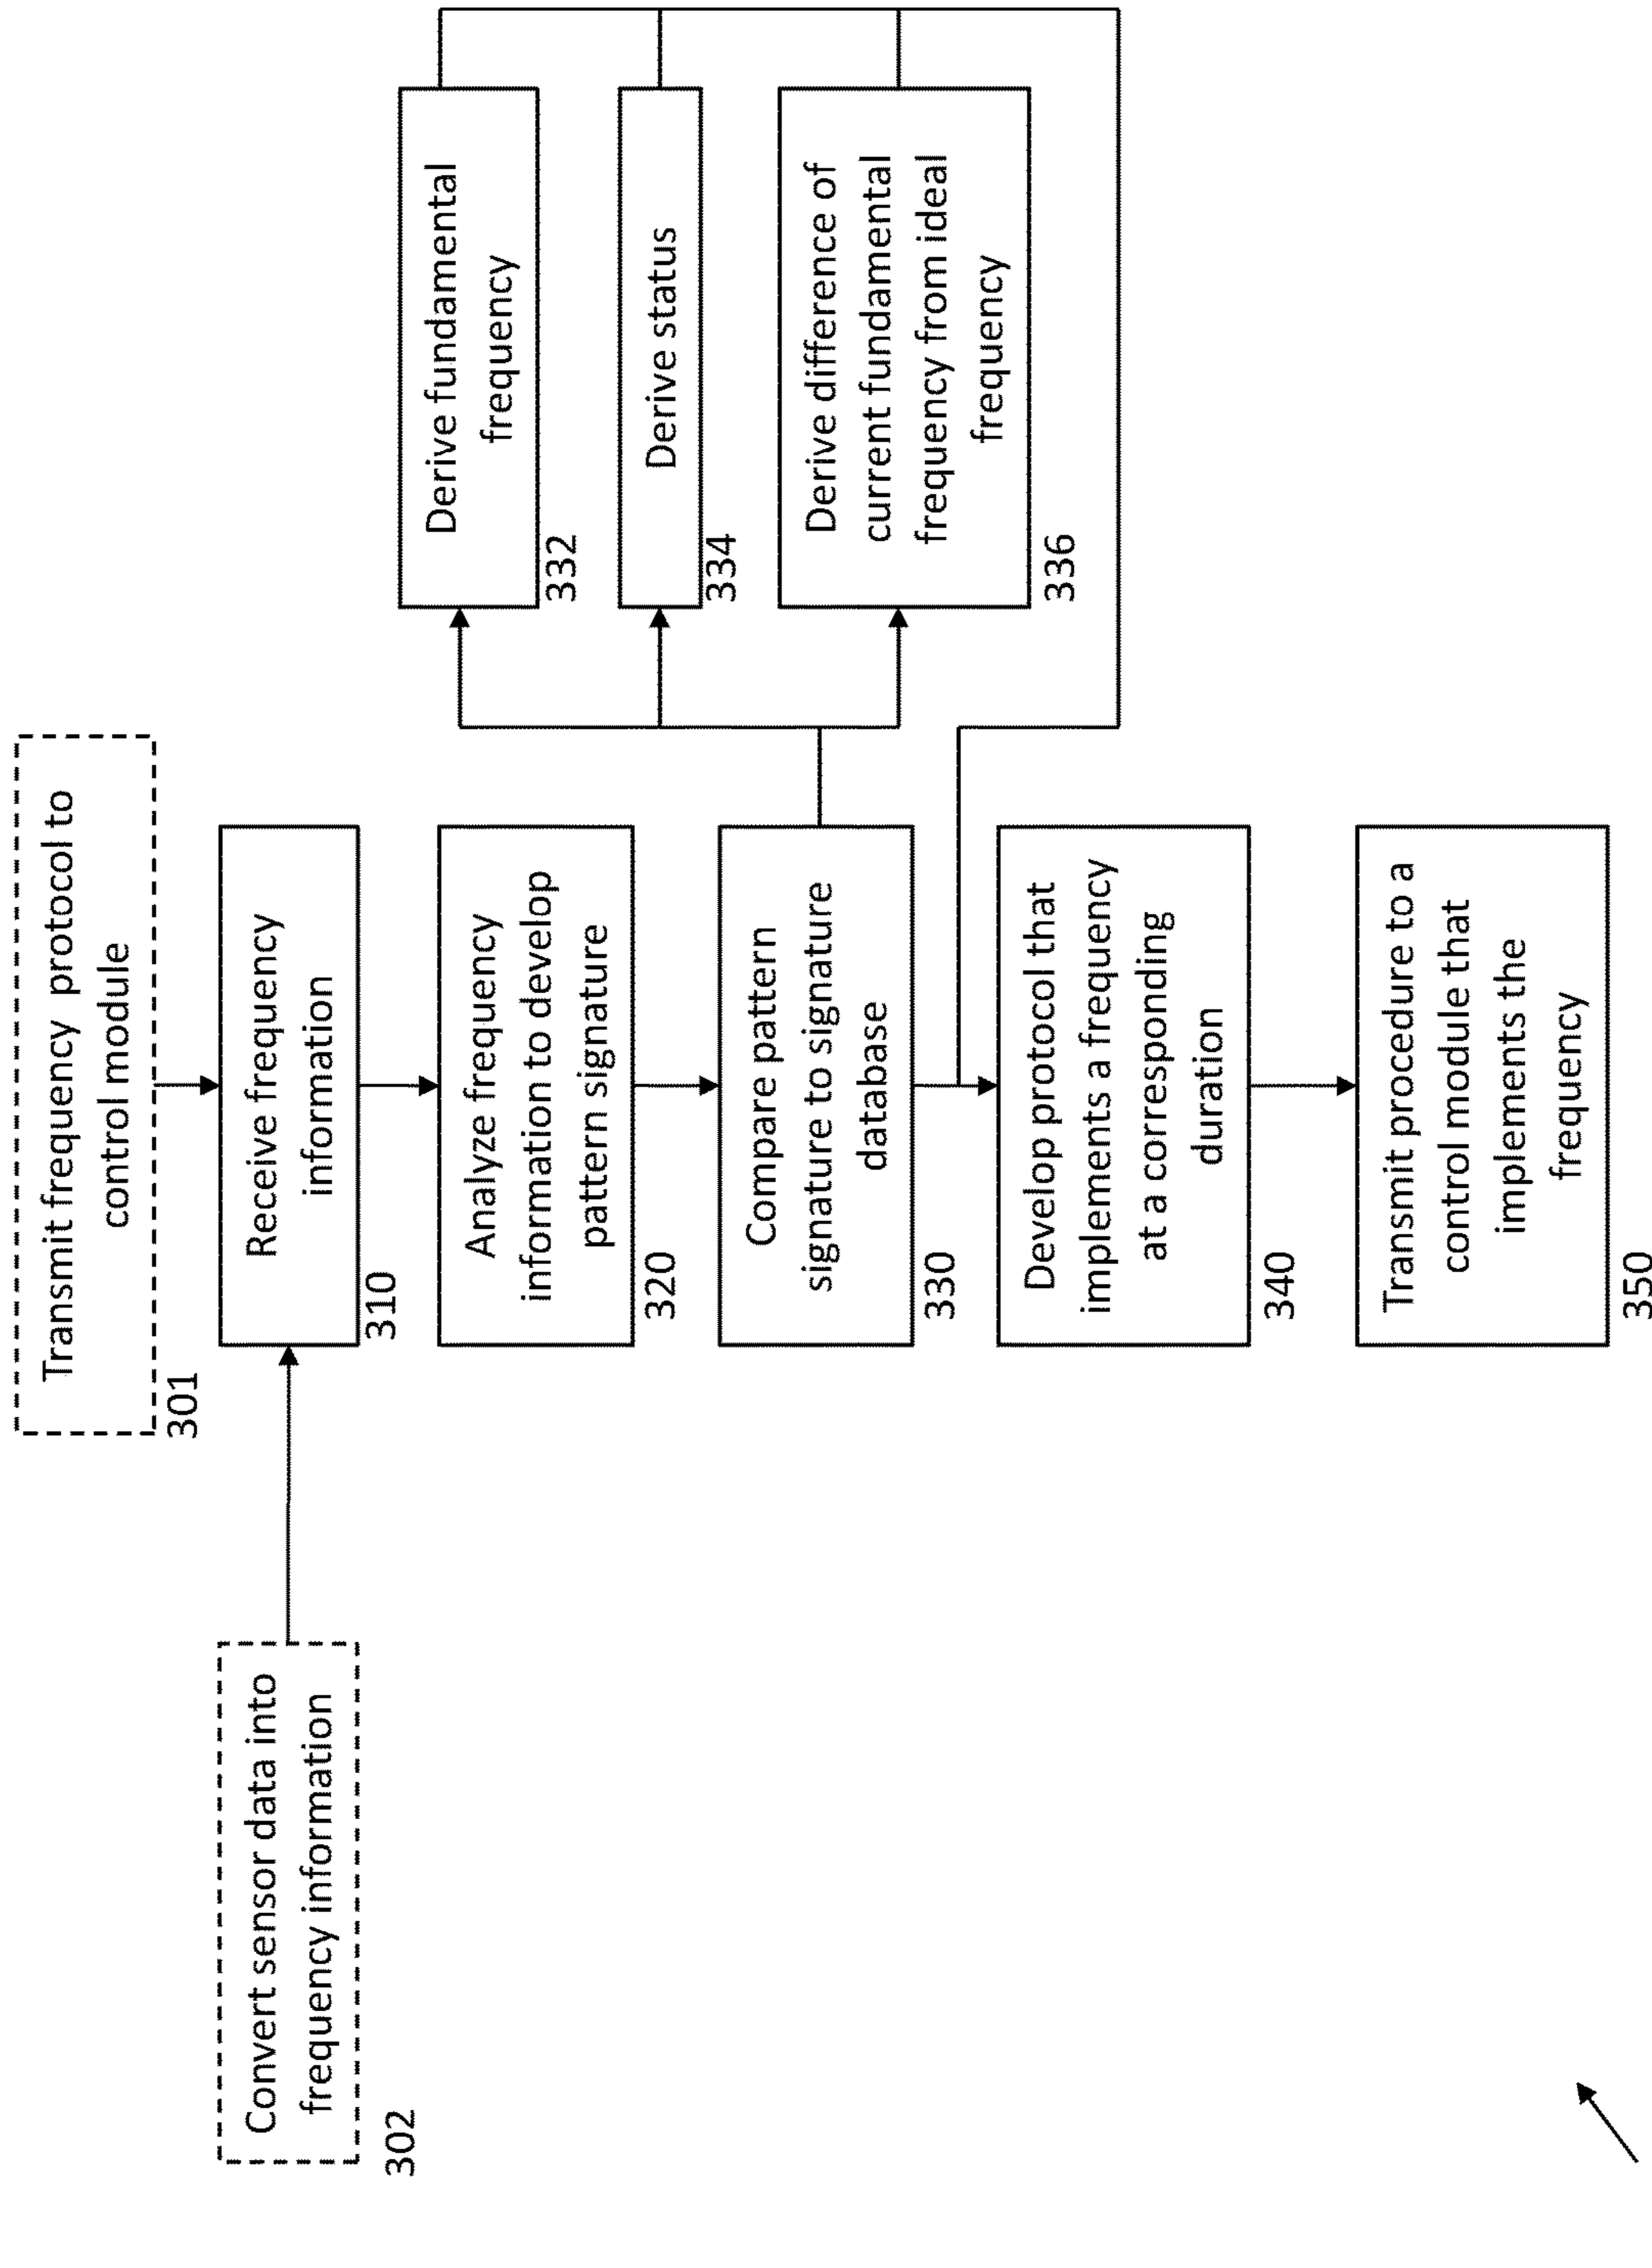 Transmit frequency protocol to
control module
301
Convert sensor data into
frequency information
302
Receive frequency
information
310
Analyze frequency
information to develop
pattern signature
320
Compare pattern
signature to signature
database
330
Derive fundamental
frequency
332
Derive status
334
Derive difference of
current fundamental
frequency from ideal
frequency
336
Develop protocol that
implements a frequency
at a corresponding
duration
340
Transmit procedure to a
control module that
implements the
frequency
350